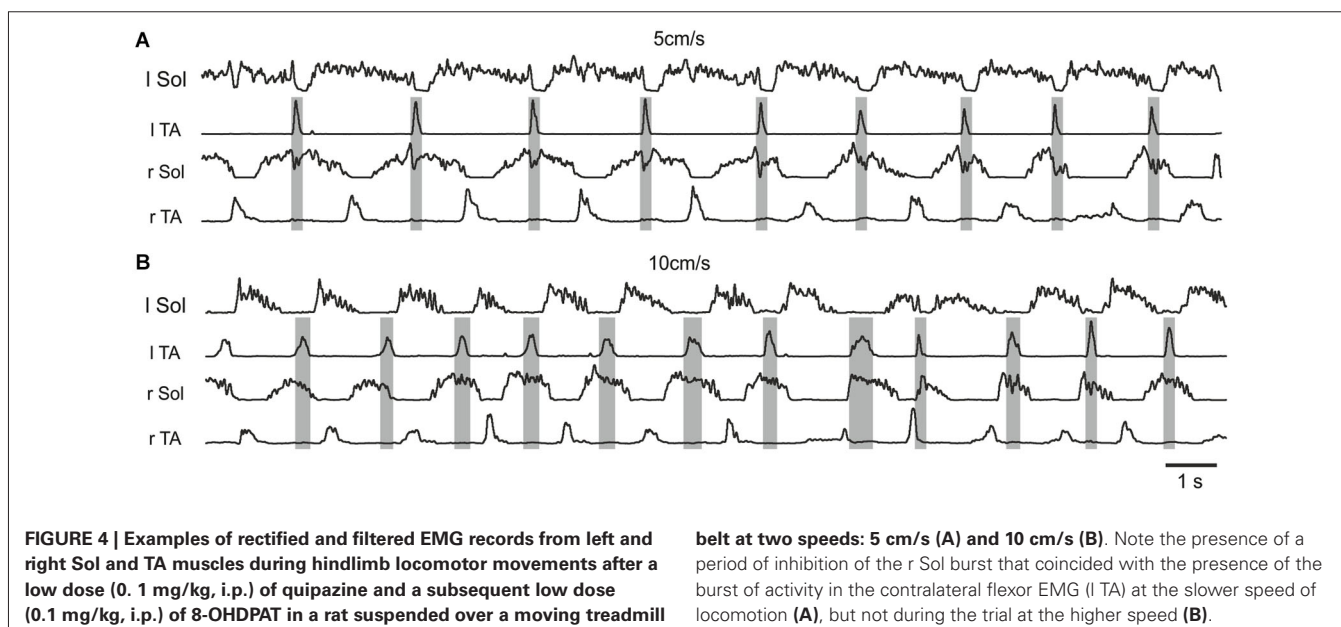 A
5cm/s
l Sol
l TA
r Sol
r TA
B
10cm/s
l Sol
l TA
r Sol
r TA
1 s
FIGURE 4 | Examples of rectified and filtered EMG records from left and
right Sol and TA muscles during hindlimb locomotor movements after a
low dose (0. 1 mg/kg, i.p.) of quipazine and a subsequent low dose
(0.1 mg/kg, i.p.) of 8-OHDPAT in a rat suspended over a moving treadmill
belt at two speeds: 5 cm/s (A) and 10 cm/s (B). Note the presence of a
period of inhibition of the r Sol burst that coincided with the presence of the
burst of activity in the contralateral flexor EMG (l TA) at the slower speed of
locomotion (A), but not during the trial at the higher speed (B).